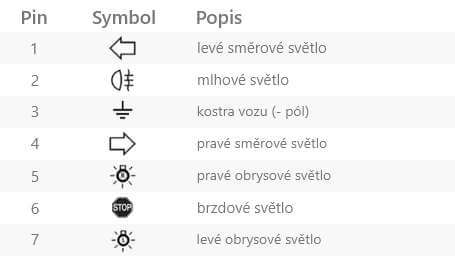 Pin Symbol Popis
1 levé směrové světlo
2 mlhové světlo
3 kostra vozu (- pól)
4 pravé směrové světlo
5 pravé obrysové světlo
6 STOP brzdové světlo
7 levé obrysové světlo